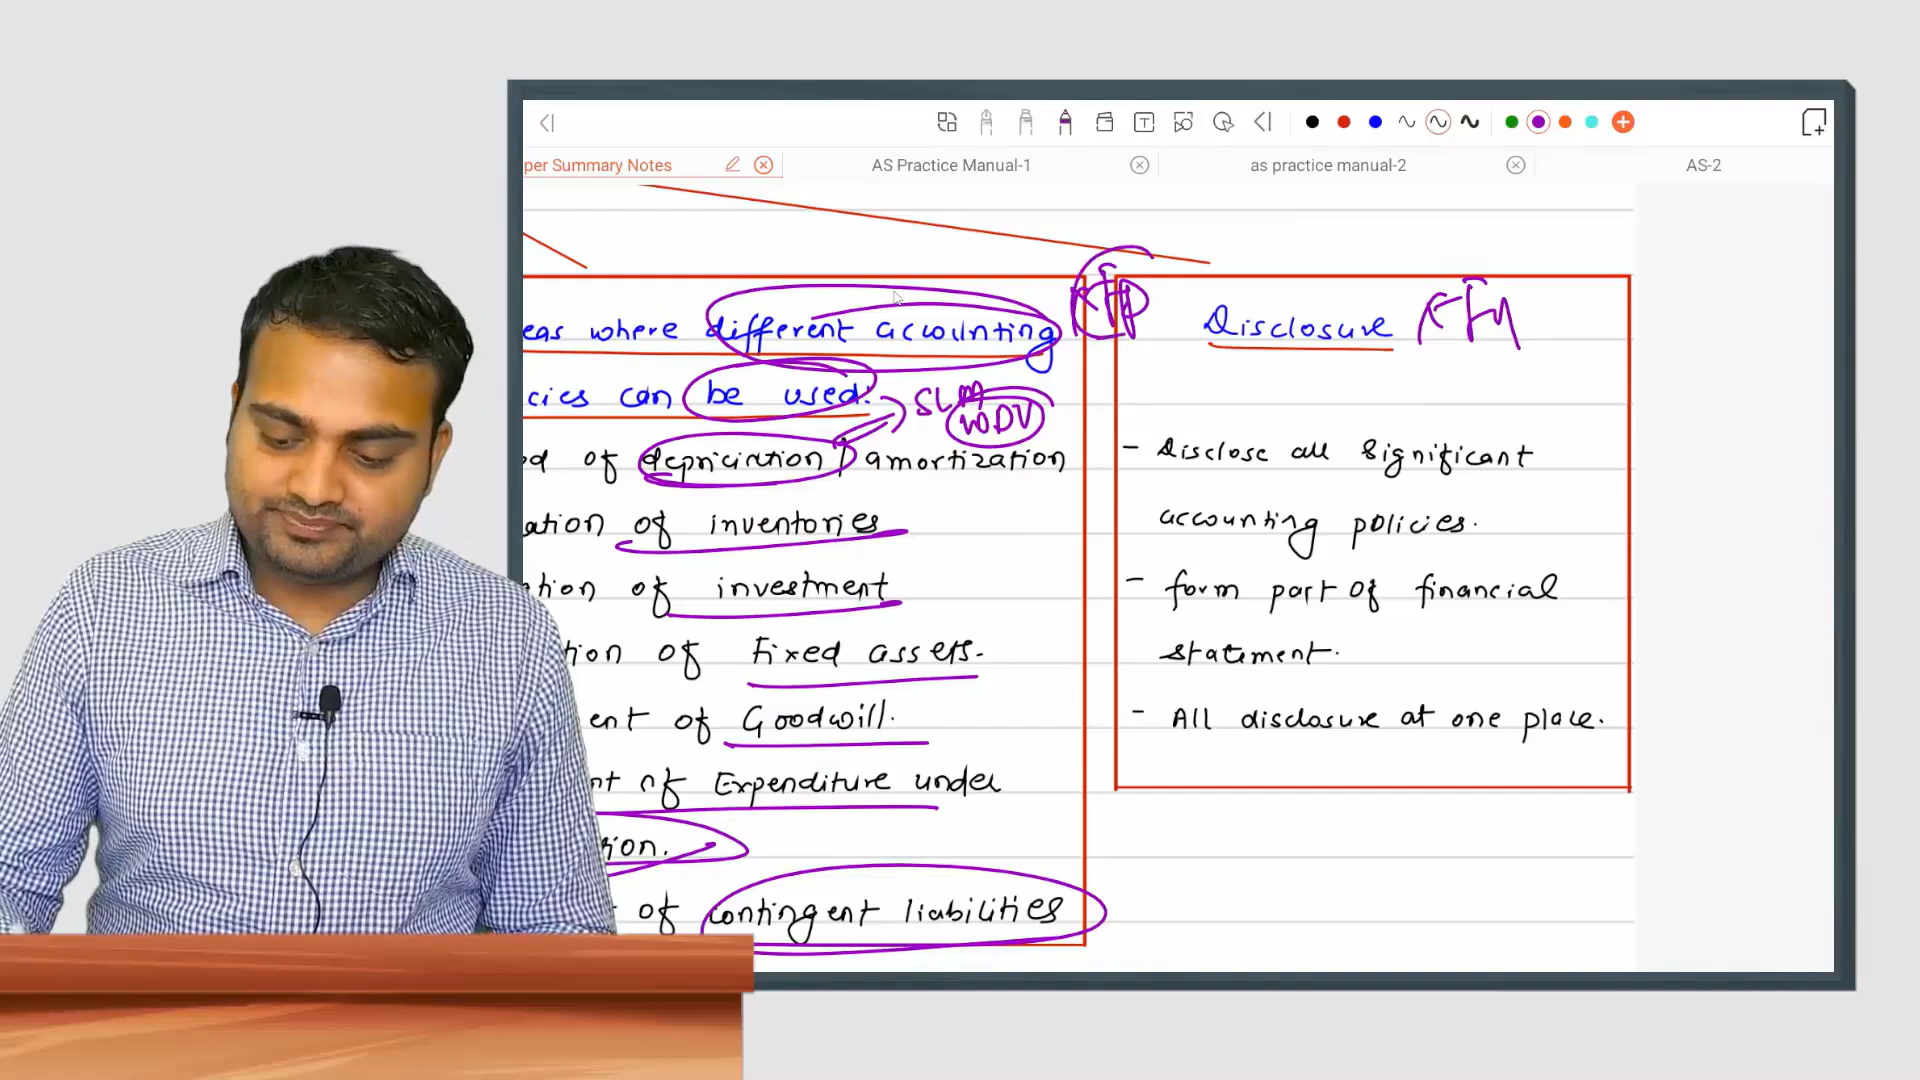 per Summary Notes
AS Practice Manual-1
as practice manual-2
AS-2
eas where different accounting
cies can be used.
SLM
WDV
od of depriciation / amortization
ation of inventories
tion of investment
tion of Fixed assets.
ent of Goodwill.
nt of Expenditure under
ion.
of contingent liabilities
RTP
Disclosure
- Disclose all Significant
accounting policies.
- form part of financial
statement.
- All disclosure at one place.